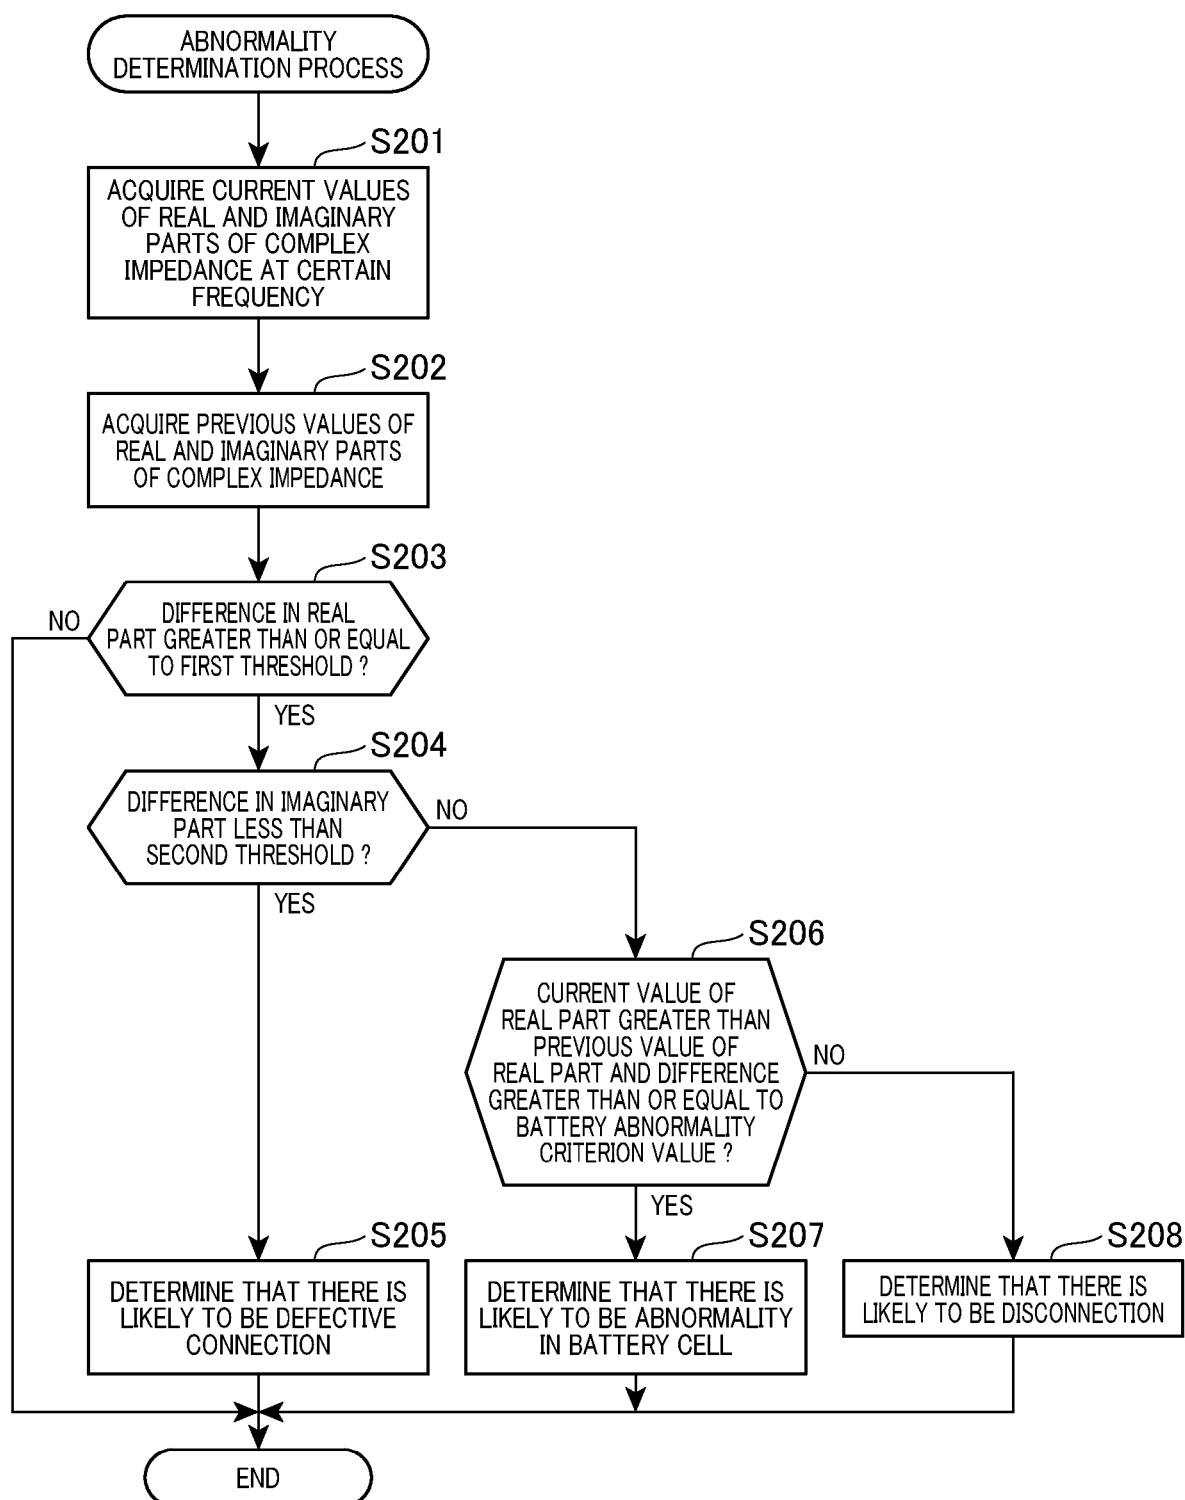 ABNORMALITY
DETERMINATION PROCESS
S201
ACQUIRE CURRENT VALUES
OF REAL AND IMAGINARY
PARTS OF COMPLEX
IMPEDANCE AT CERTAIN
FREQUENCY
S202
ACQUIRE PREVIOUS VALUES OF
REAL AND IMAGINARY PARTS
OF COMPLEX IMPEDANCE
S203
NO
DIFFERENCE IN REAL
PART GREATER THAN OR EQUAL
TO FIRST THRESHOLD ?
YES
S204
DIFFERENCE IN IMAGINARY
PART LESS THAN
SECOND THRESHOLD ?
NO
YES
S206
CURRENT VALUE OF
REAL PART GREATER THAN
PREVIOUS VALUE OF
REAL PART AND DIFFERENCE
GREATER THAN OR EQUAL TO
BATTERY ABNORMALITY
CRITERION VALUE ?
NO
YES
S205
DETERMINE THAT THERE IS
LIKELY TO BE DEFECTIVE
CONNECTION
S207
DETERMINE THAT THERE IS
LIKELY TO BE ABNORMALITY
IN BATTERY CELL
S208
DETERMINE THAT THERE IS
LIKELY TO BE DISCONNECTION
END